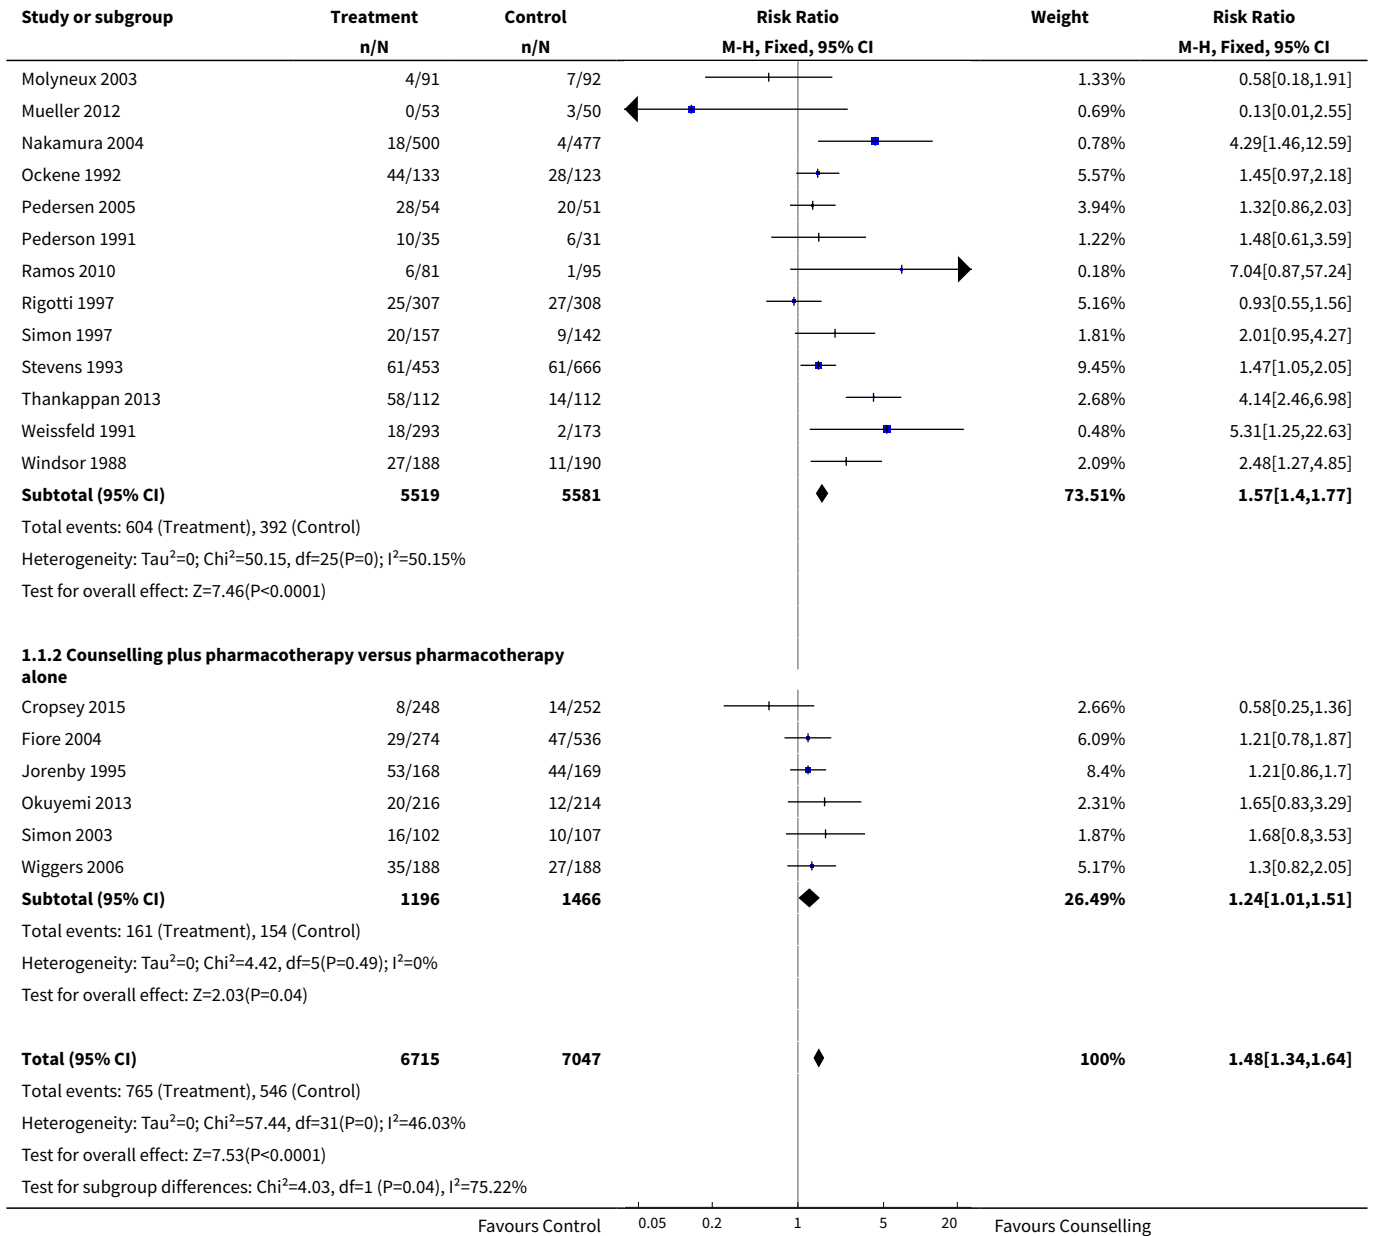 Study or subgroup Treatment Control Risk Ratio Weight Risk Ratio
n/N n/N M-H, Fixed, 95% CI M-H, Fixed, 95% CI
Molyneux 2003 4/91 7/92 1.33% 0.58[0.18,1.91]
Mueller 2012 0/53 3/50 0.69% 0.13[0.01,2.55]
Nakamura 2004 18/500 4/477 0.78% 4.29[1.46,12.59]
Ockene 1992 44/133 28/123 5.57% 1.45[0.97,2.18]
Pedersen 2005 28/54 20/51 3.94% 1.32[0.86,2.03]
Pederson 1991 10/35 6/31 1.22% 1.48[0.61,3.59]
Ramos 2010 6/81 1/95 0.18% 7.04[0.87,57.24]
Rigotti 1997 25/307 27/308 5.16% 0.93[0.55,1.56]
Simon 1997 20/157 9/142 1.81% 2.01[0.95,4.27]
Stevens 1993 61/453 61/666 9.45% 1.47[1.05,2.05]
Thankappan 2013 58/112 14/112 2.68% 4.14[2.46,6.98]
Weissfeld 1991 18/293 2/173 0.48% 5.31[1.25,22.63]
Windsor 1988 27/188 11/190 2.09% 2.48[1.27,4.85]
Subtotal (95% CI) 5519 5581 73.51% 1.57[1.4,1.77]
Total events: 604 (Treatment), 392 (Control)
Heterogeneity: Tau²=0; Chi²=50.15, df=25(P=0); I²=50.15%
Test for overall effect: Z=7.46(P<0.0001)
1.1.2 Counselling plus pharmacotherapy versus pharmacotherapy
alone
Cropsey 2015 8/248 14/252 2.66% 0.58[0.25,1.36]
Fiore 2004 29/274 47/536 6.09% 1.21[0.78,1.87]
Jorenby 1995 53/168 44/169 8.4% 1.21[0.86,1.7]
Okuyemi 2013 20/216 12/214 2.31% 1.65[0.83,3.29]
Simon 2003 16/102 10/107 1.87% 1.68[0.8,3.53]
Wiggers 2006 35/188 27/188 5.17% 1.3[0.82,2.05]
Subtotal (95% CI) 1196 1466 26.49% 1.24[1.01,1.51]
Total events: 161 (Treatment), 154 (Control)
Heterogeneity: Tau²=0; Chi²=4.42, df=5(P=0.49); I²=0%
Test for overall effect: Z=2.03(P=0.04)
Total (95% CI) 6715 7047 100% 1.48[1.34,1.64]
Total events: 765 (Treatment), 546 (Control)
Heterogeneity: Tau²=0; Chi²=57.44, df=31(P=0); I²=46.03%
Test for overall effect: Z=7.53(P<0.0001)
Test for subgroup differences: Chi²=4.03, df=1 (P=0.04), I²=75.22%
Favours Control 0.05 0.2 1 5 20 Favours Counselling